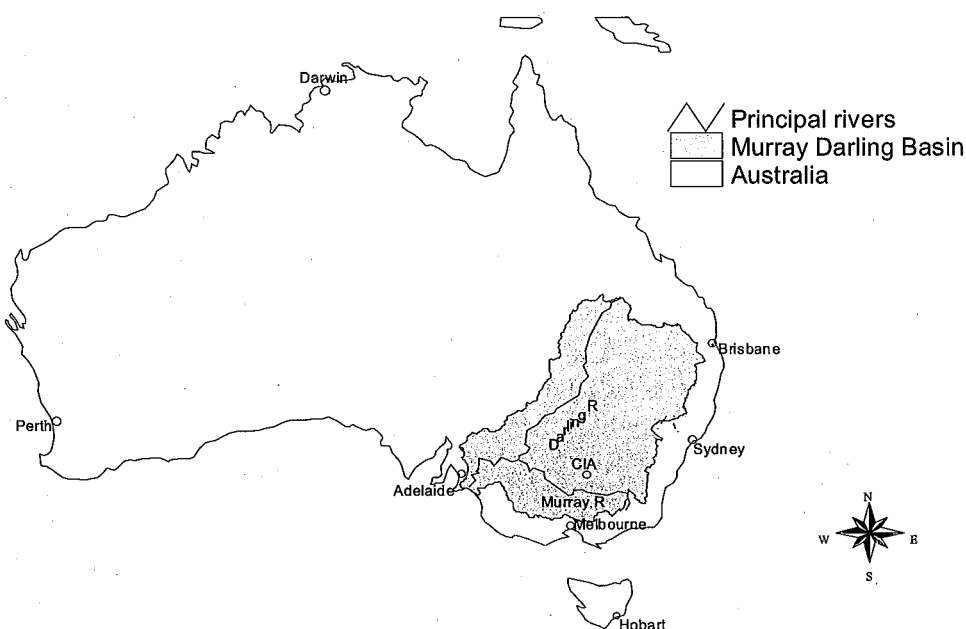 Darwin
Principal rivers
Murray Darling Basin
Australia
Brisbane
Darling R
Perth
Sydney
CIA
Adelaide
Murray R
Melbourne
N
W
E
S
Hobart